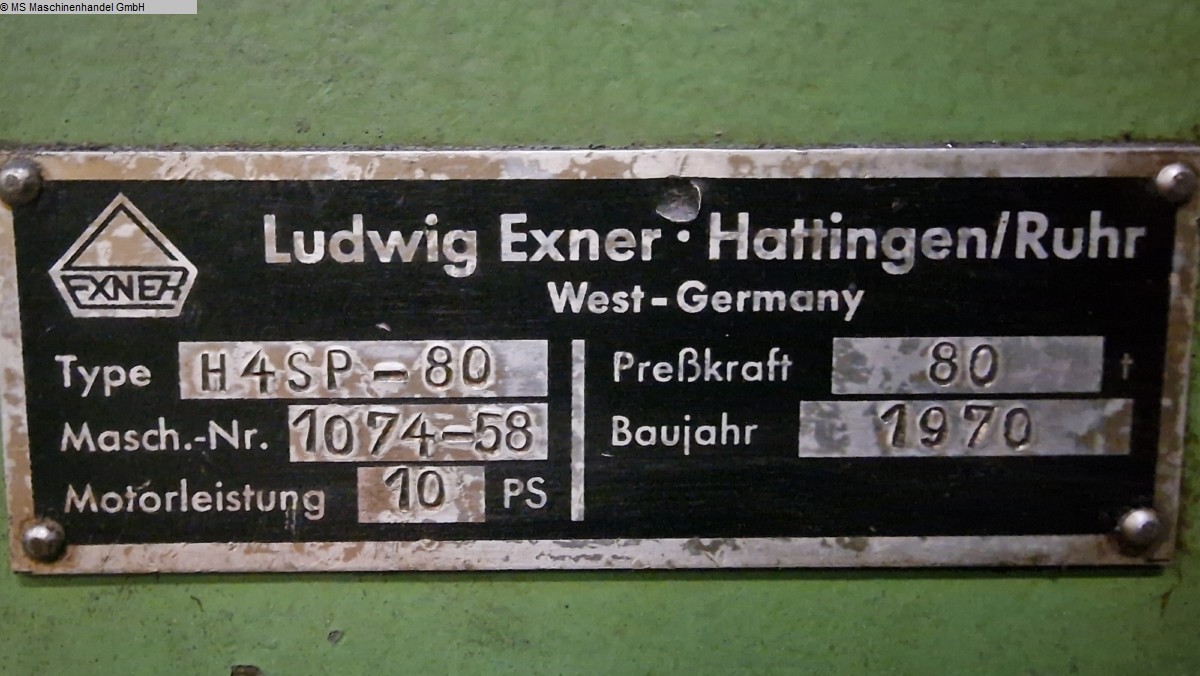 © MS Maschinenhandel GmbH
EXNER
Ludwig Exner · Hattingen/Ruhr
West-Germany
Type H4SP-80
Masch.-Nr. 1074-58
Motorleistung 10 PS
Preßkraft 80 t
Baujahr 1970